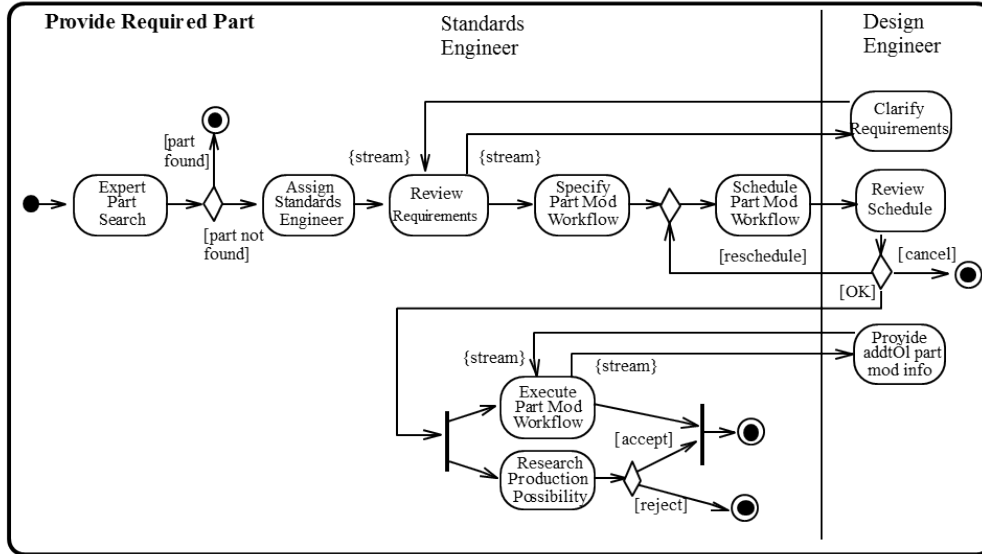 Provide Required Part
Standards
Engineer
Design
Engineer
Clarify
Requirements
[part
found]
{stream}
{stream}
Expert
Part
Search
Assign
Standards
Engineer
Review
Requirements
Specify
Part Mod
Workflow
Schedule
Part Mod
Workflow
Review
Schedule
[part not
found]
[reschedule]
[cancel]
[OK]
{stream}
{stream}
Provide
addtOl part
mod info
Execute
Part Mod
Workflow
[accept]
Research
Production
Possibility
[reject]